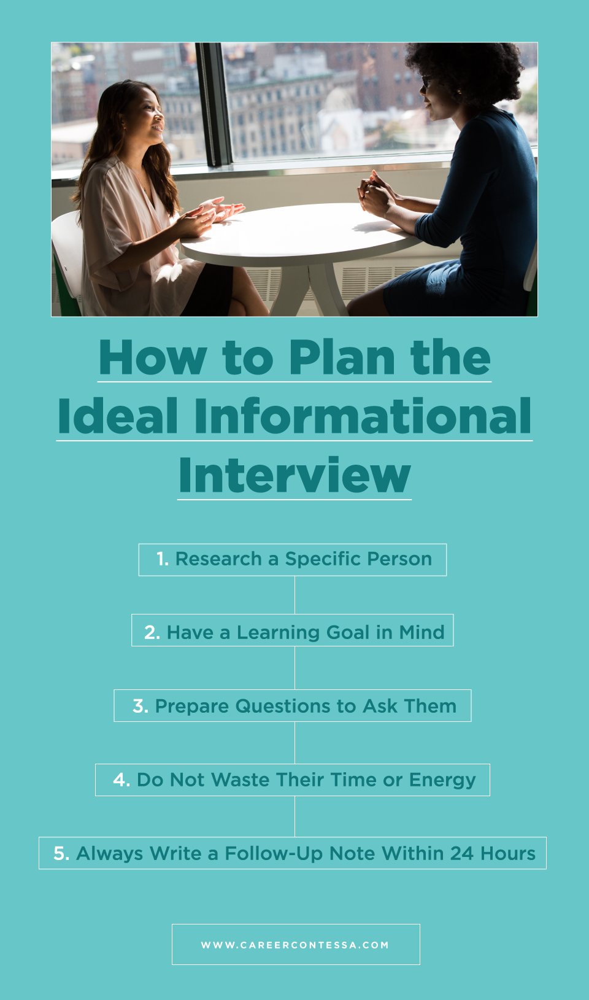 How to Plan the
Ideal Informational
Interview
1. Research a Specific Person
2. Have a Learning Goal in Mind
3. Prepare Questions to Ask Them
4. Do Not Waste Their Time or Energy
5. Always Write a Follow-Up Note Within 24 Hours
WWW.CAREERCONTESSA.COM